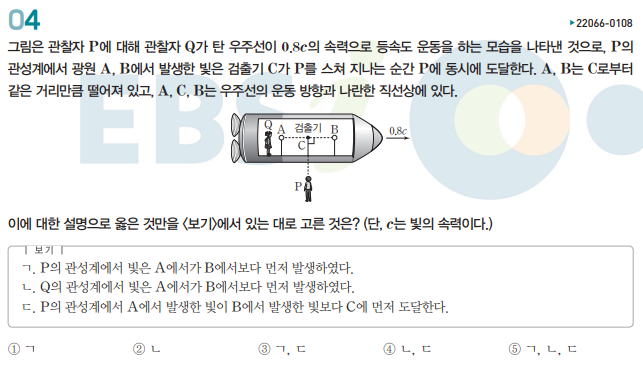 04
▶22066-0108
그림은 관찰자 P에 대해 관찰자 Q가 탄 우주선이 0.8c의 속력으로 등속도 운동을 하는 모습을 나타낸 것으로, P의
관성계에서 광원 A, B에서 발생한 빛은 검출기 C가 P를 스쳐 지나는 순간 P에 동시에 도달한다. A, B는 C로부터
같은 거리만큼 떨어져 있고, A, C, B는 우주선의 운동 방향과 나란한 직선상에 있다.
EBS
Q A 검출기 B
C
0.8c
P
이에 대한 설명으로 옳은 것만을 <보기>에서 있는 대로 고른 것은? (단, c는 빛의 속력이다.)
보기
ㄱ. P의 관성계에서 빛은 A에서가 B에서보다 먼저 발생하였다.
ㄴ. Q의 관성계에서 빛은 A에서가 B에서보다 먼저 발생하였다.
ㄷ. P의 관성계에서 A에서 발생한 빛이 B에서 발생한 빛보다 C에 먼저 도달한다.
① ㄱ ② ㄴ ③ ㄱ, ㄷ ④ ㄴ, ㄷ ⑤ ㄱ, ㄴ, ㄷ